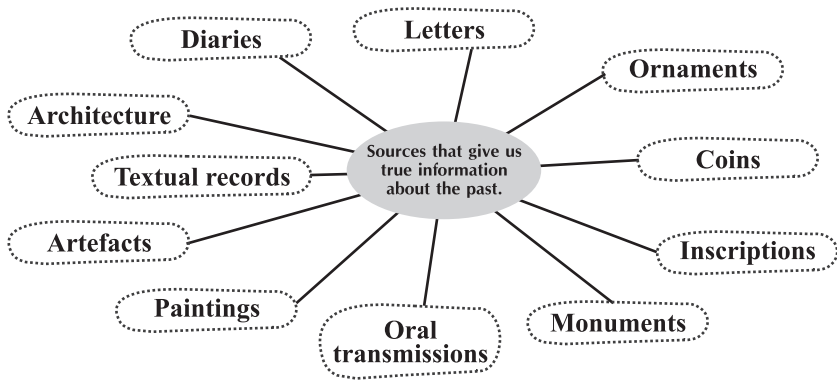 Diaries
Letters
Ornaments
Architecture
Sources that give us
true information
about the past.
Coins
Textual records
Artefacts
Inscriptions
Paintings
Oral
transmissions
Monuments